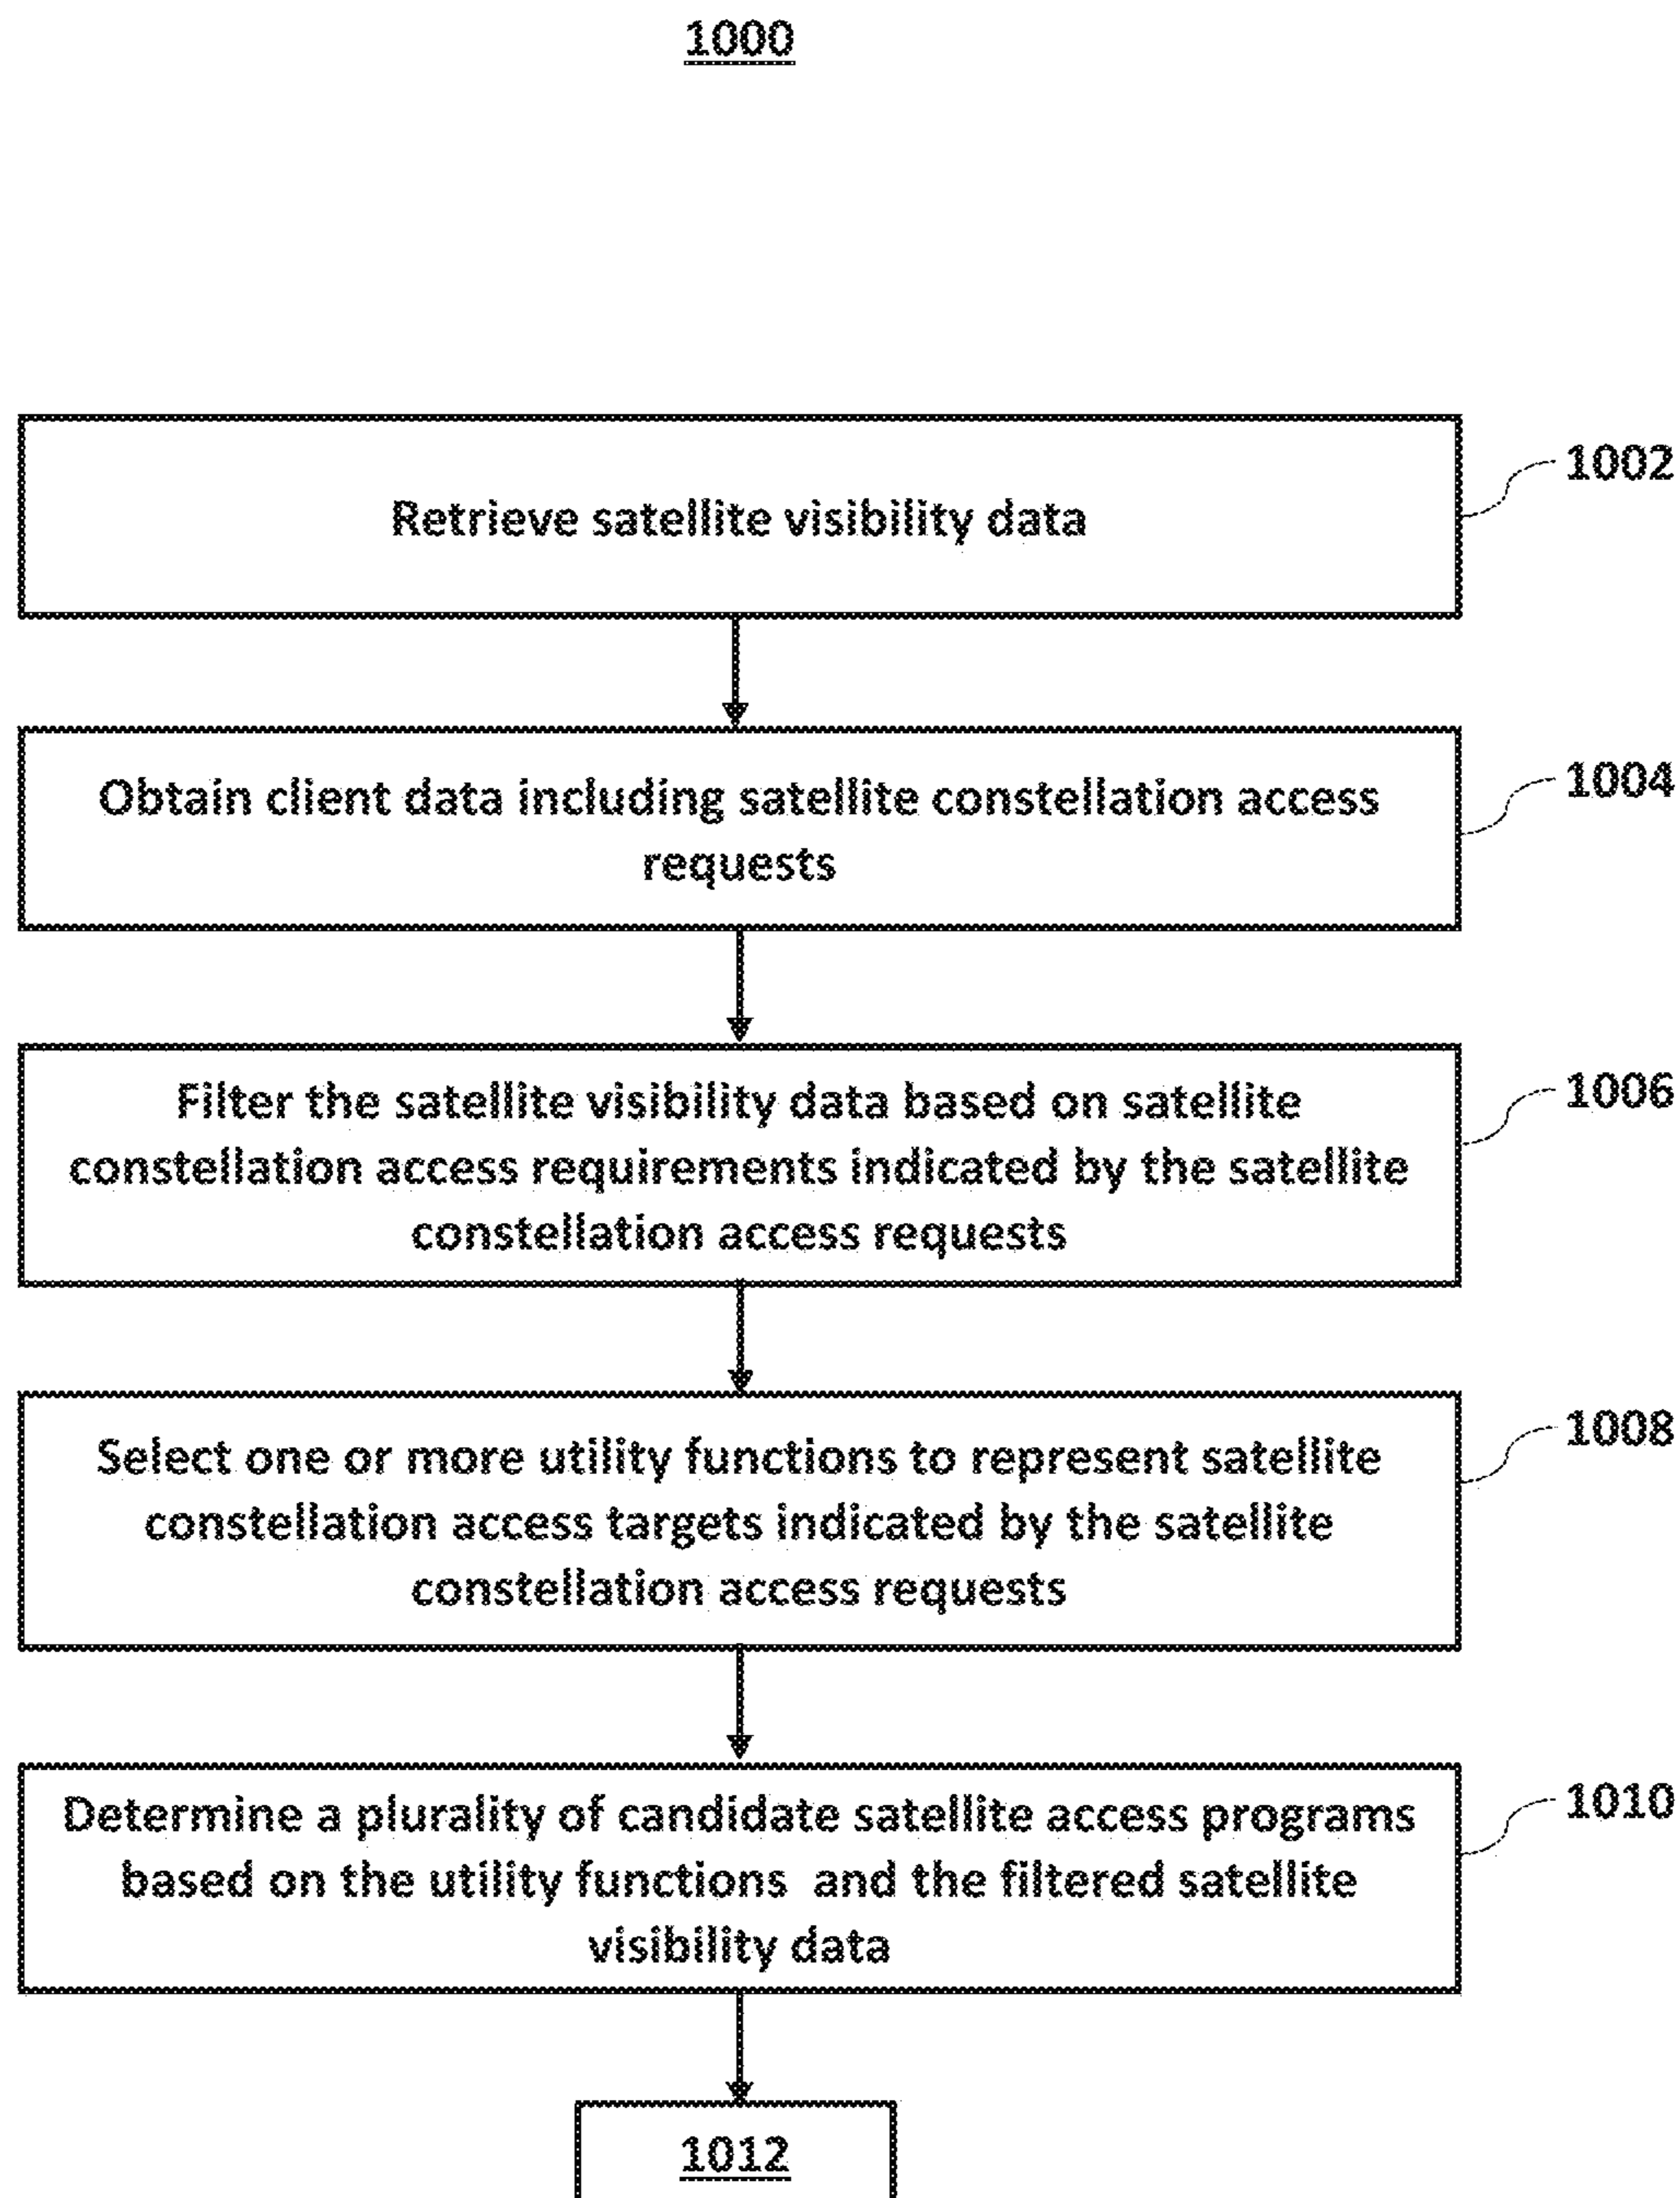 1000
Retrieve satellite visibility data
1002
Obtain client data including satellite constellation access
requests
1004
Filter the satellite visibility data based on satellite
constellation access requirements indicated by the satellite
constellation access requests
1006
Select one or more utility functions to represent satellite
constellation access targets indicated by the satellite
constellation access requests
1008
Determine a plurality of candidate satellite access programs
based on the utility functions and the filtered satellite
visibility data
1010
1012